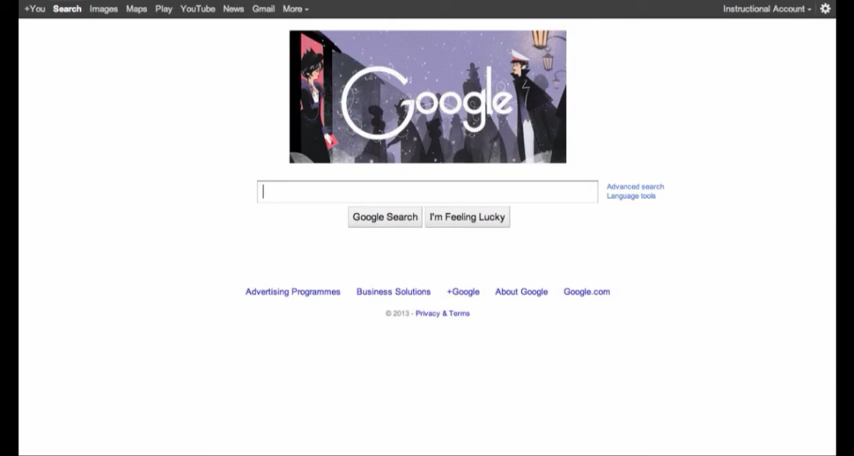 +You Search Images Maps Play YouTube News Gmail More Instructional Account
Google
Advanced search
Language tools
Google Search I'm Feeling Lucky
Advertising Programmes Business Solutions +Google About Google Google.com
© 2013 - Privacy & Terms